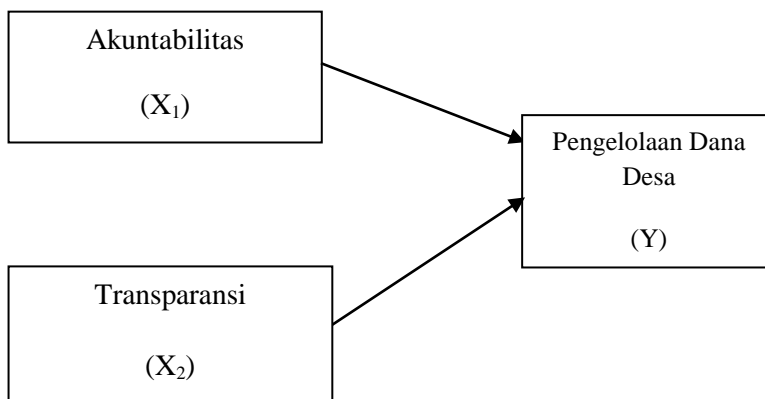 Akuntabilitas
(X₁)
Pengelolaan Dana
Desa
(Y)
Transparansi
(X₂)